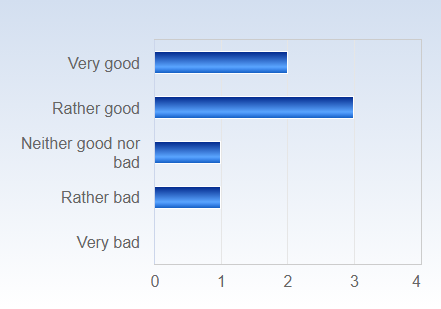 Very good
Rather good
Neither good nor
bad
Rather bad
Very bad
0 1 2 3 4